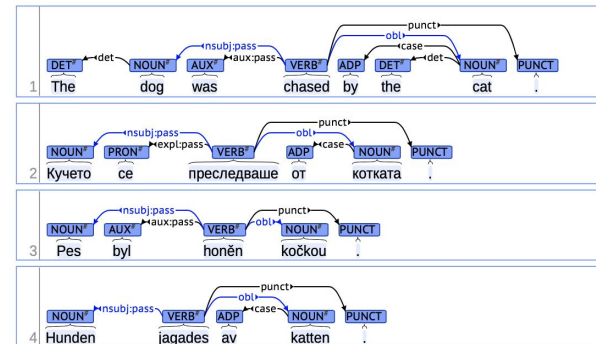 punct
obl
nsubj:pass case
det aux:pass det
DET# NOUN# AUX# VERB# ADP DET# NOUN# PUNCT
1 The dog was chased by the cat .
punct
nsubj:pass obl
expl:pass case
NOUN# PRON# VERB# ADP NOUN# PUNCT
2 Кучето се преследваше от котката .
nsubj:pass punct
aux:pass obl
NOUN# AUX# VERB# NOUN# PUNCT
3 Pes byl honěn kočkou .
punct
obl
nsubj:pass case
NOUN# VERB# ADP NOUN# PUNCT
4 Hunden jagades av katten .